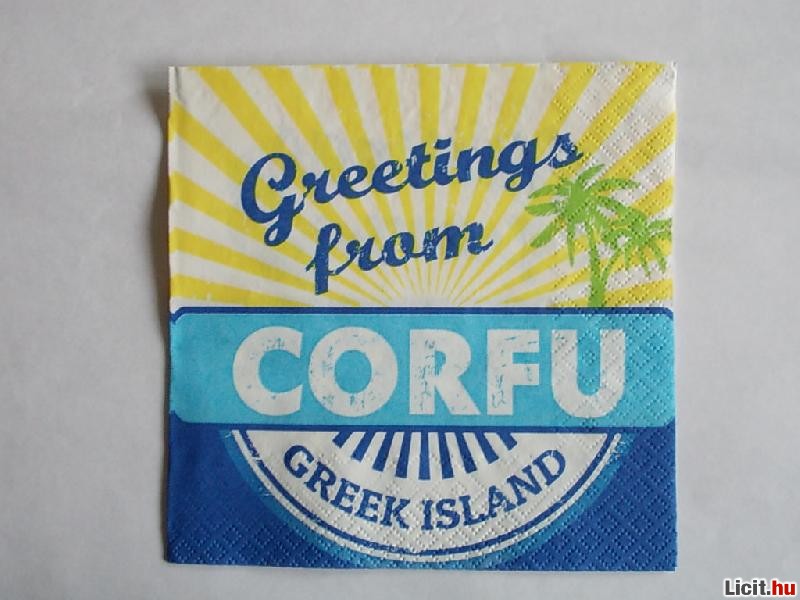 Greetings
from
CORFU
GREEK ISLAND
Licit.hu